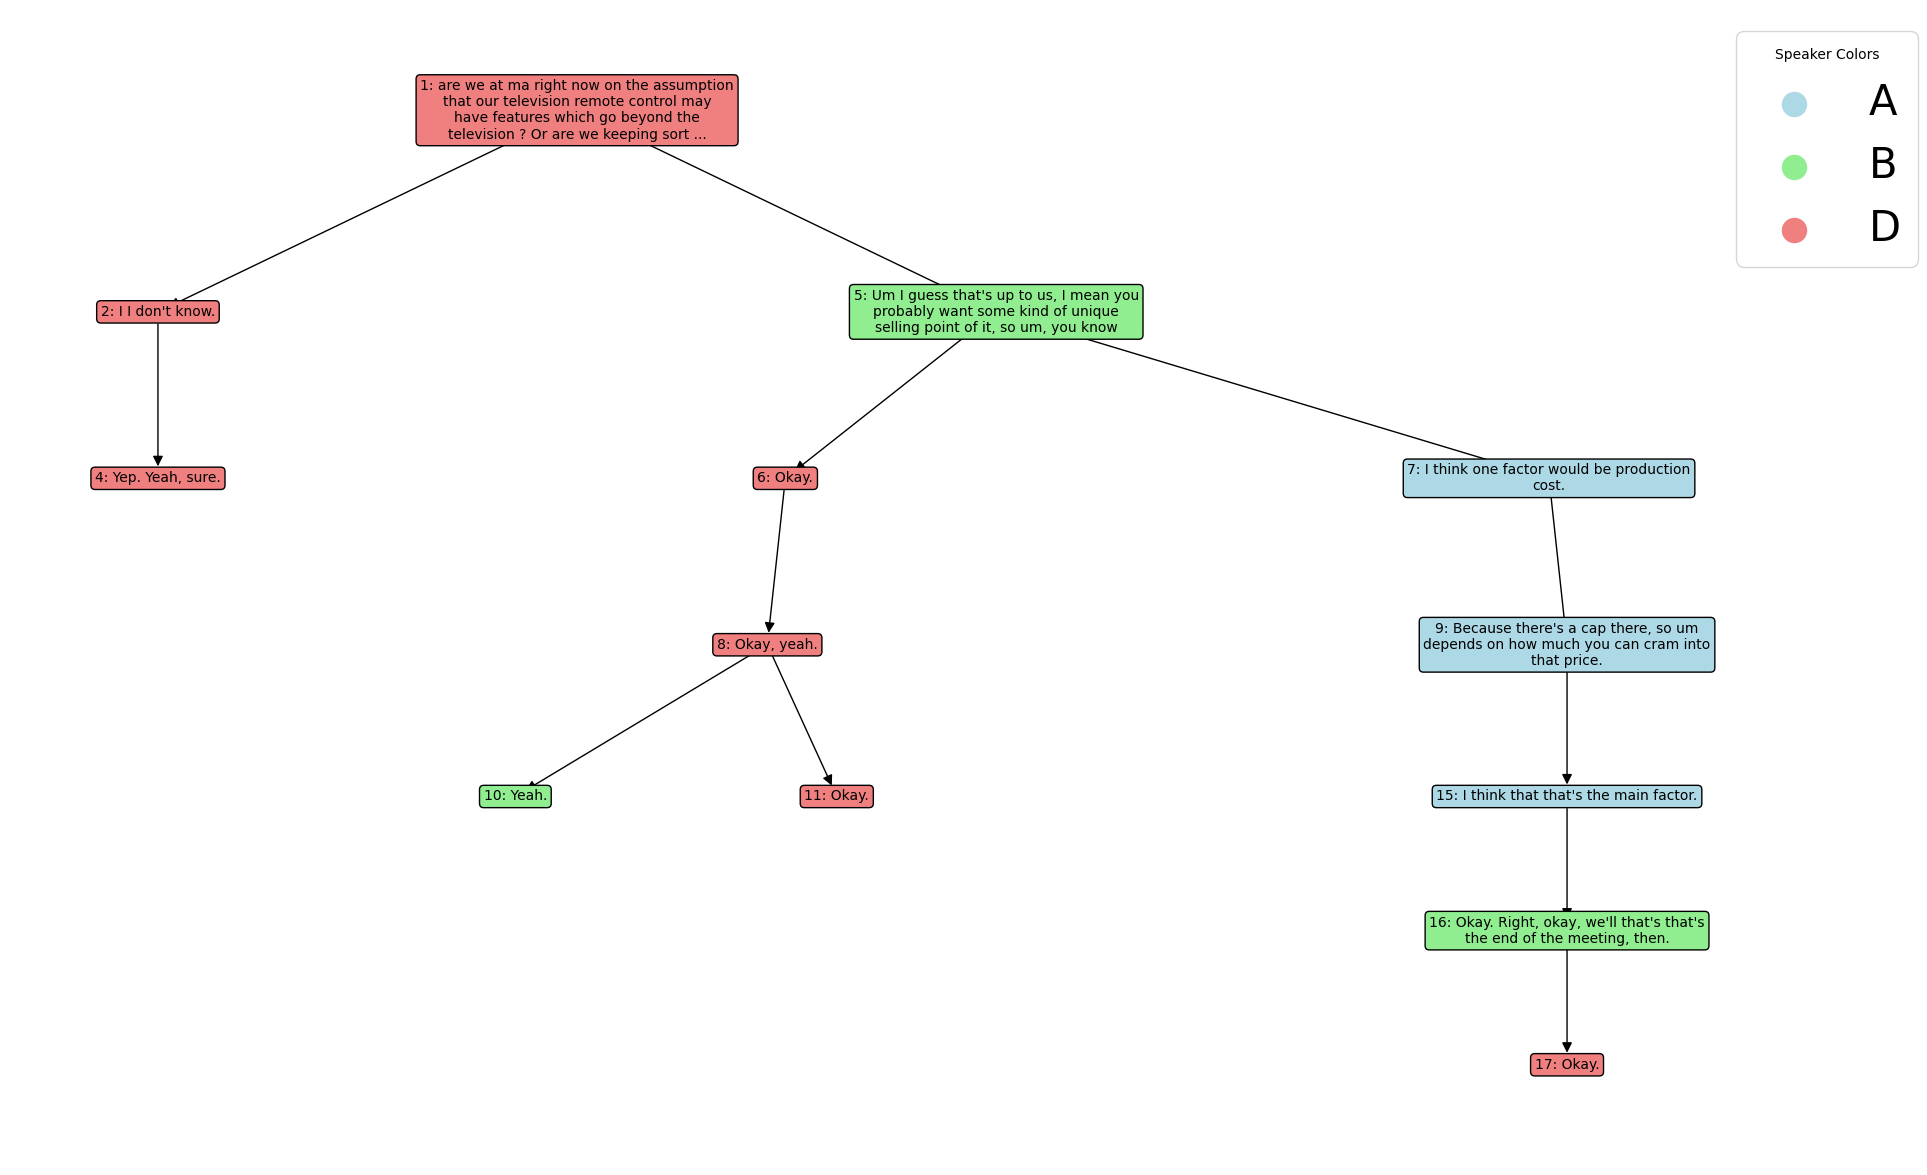 Speaker Colors
A
B
D
1: are we at ma right now on the assumption
that our television remote control may
have features which go beyond the
television ? Or are we keeping sort ...
2: I I don't know.
5: Um I guess that's up to us, I mean you
probably want some kind of unique
selling point of it, so um, you know
4: Yep. Yeah, sure.
6: Okay.
7: I think one factor would be production
cost.
8: Okay, yeah.
9: Because there's a cap there, so um
depends on how much you can cram into
that price.
10: Yeah.
11: Okay.
15: I think that that's the main factor.
16: Okay. Right, okay, we'll that's that's
the end of the meeting, then.
17: Okay.